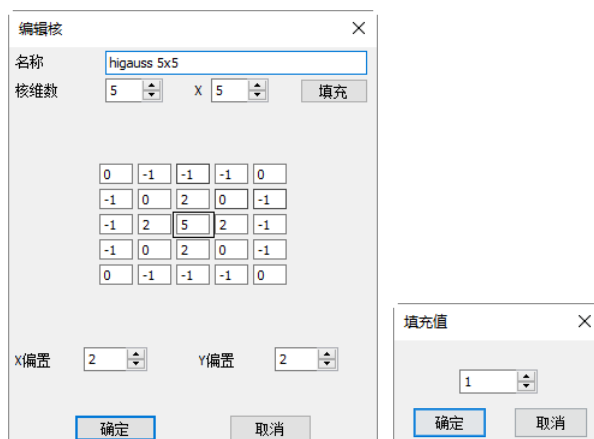 编辑核
名称 higauss 5x5
核维数 5 X 5 填充
0 -1 -1 -1 0
-1 0 2 0 -1
-1 2 5 2 -1
-1 0 2 0 -1
0 -1 -1 -1 0
X偏置 2 Y偏置 2
确定 取消
填充值
1
确定 取消